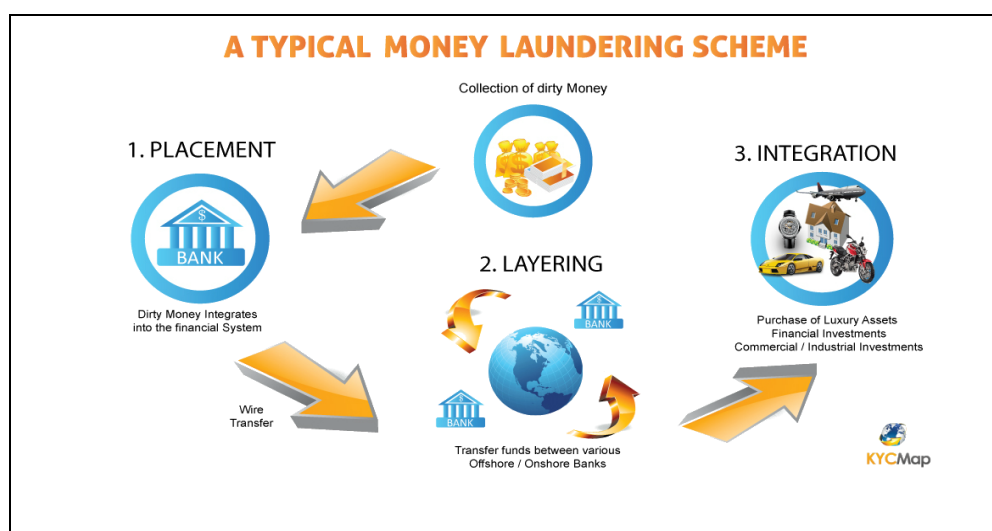 A TYPICAL MONEY LAUNDERING SCHEME
Collection of dirty Money
1. PLACEMENT
$
BANK
Dirty Money Integrates
into the financial System
Wire
Transfer
2. LAYERING
$
BANK
$
BANK
Transfer funds between various
Offshore / Onshore Banks
3. INTEGRATION
Purchase of Luxury Assets
Financial Investments
Commercial / Industrial Investments
KYCMap